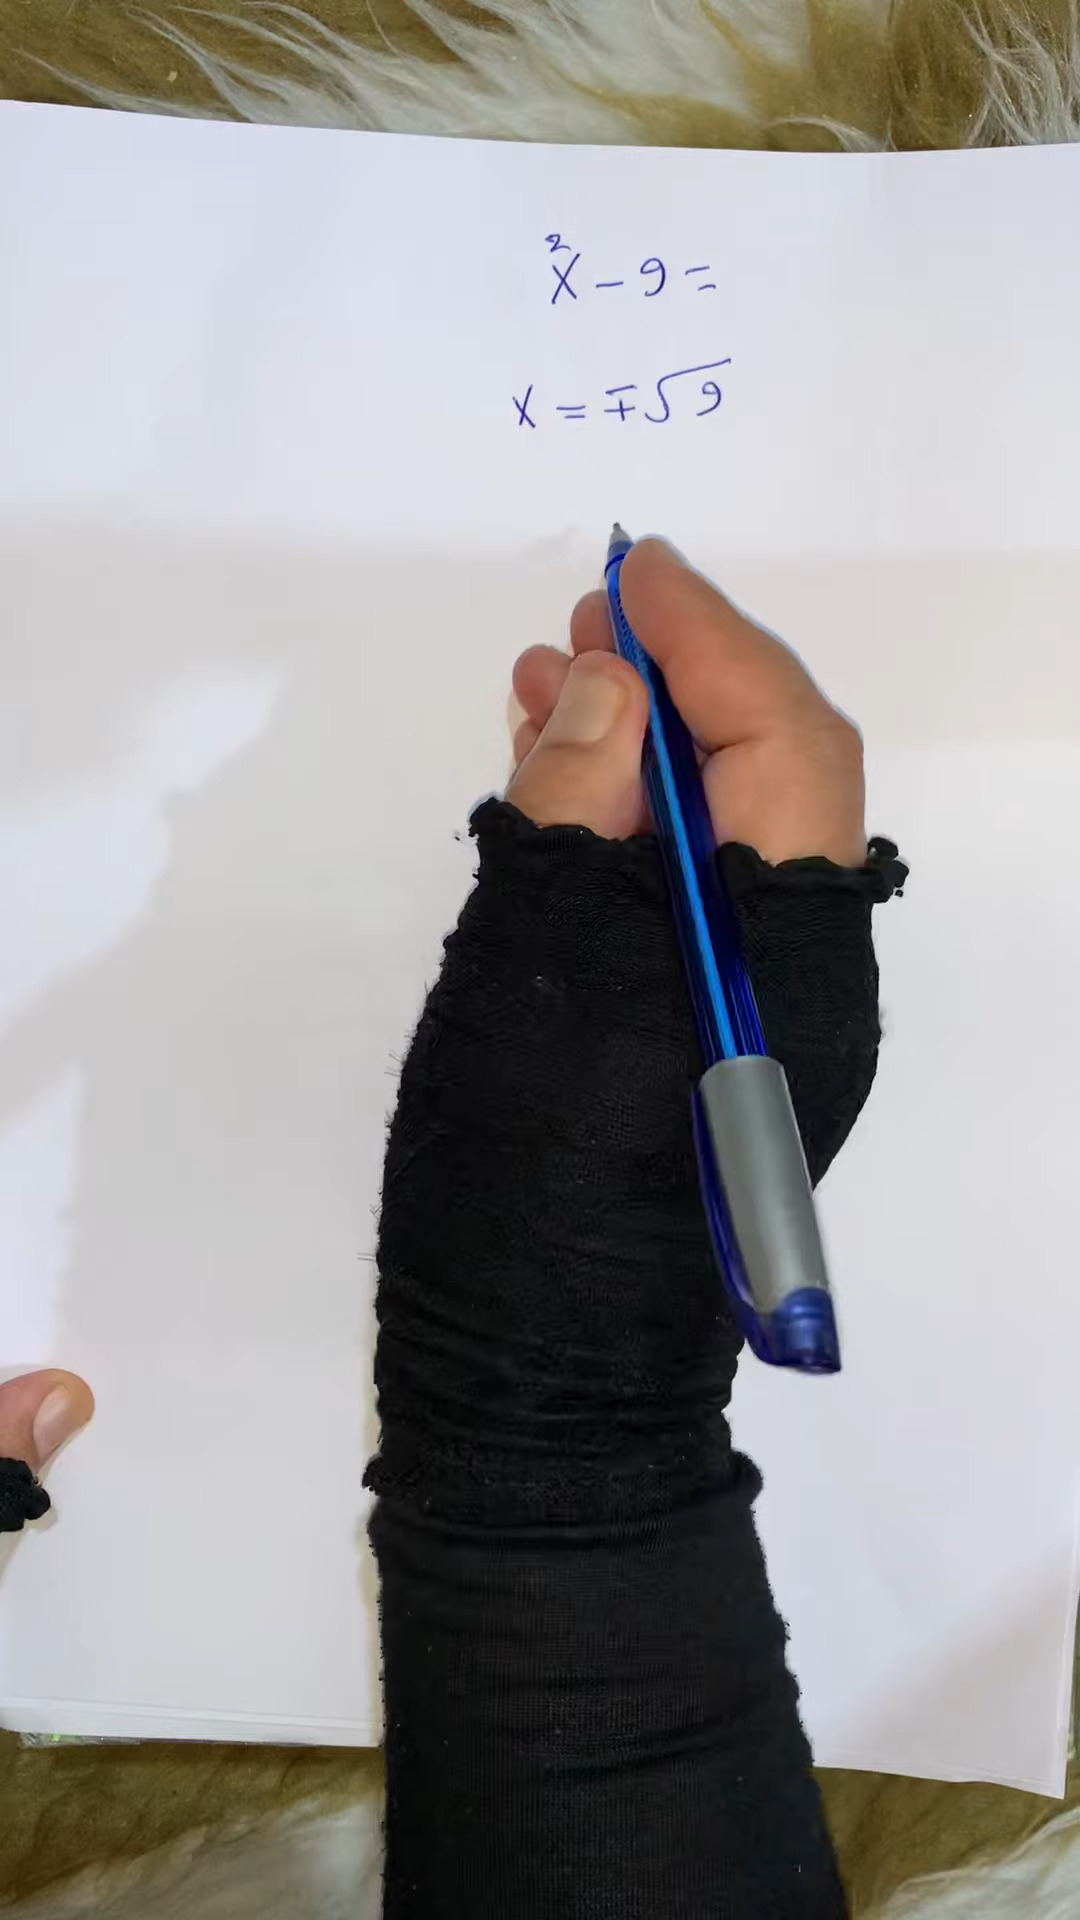 x² - 9 =
x = ∓√9